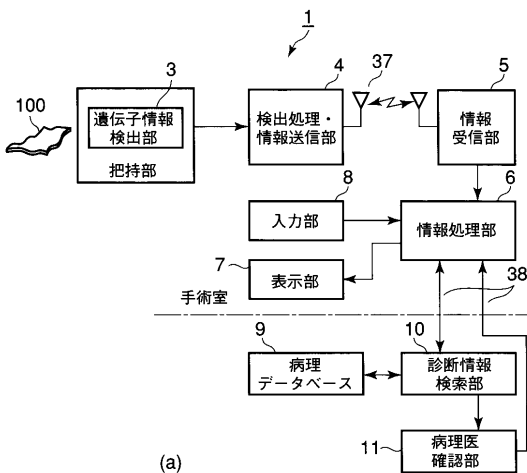 1
3
4
37
5
100
遺伝子情報
検出部
把持部
検出処理・
情報送信部
情報
受信部
8
6
入力部
情報処理部
7
表示部
38
手術室
9
10
病理
データベース
診断情報
検索部
11
病理医
確認部
(a)